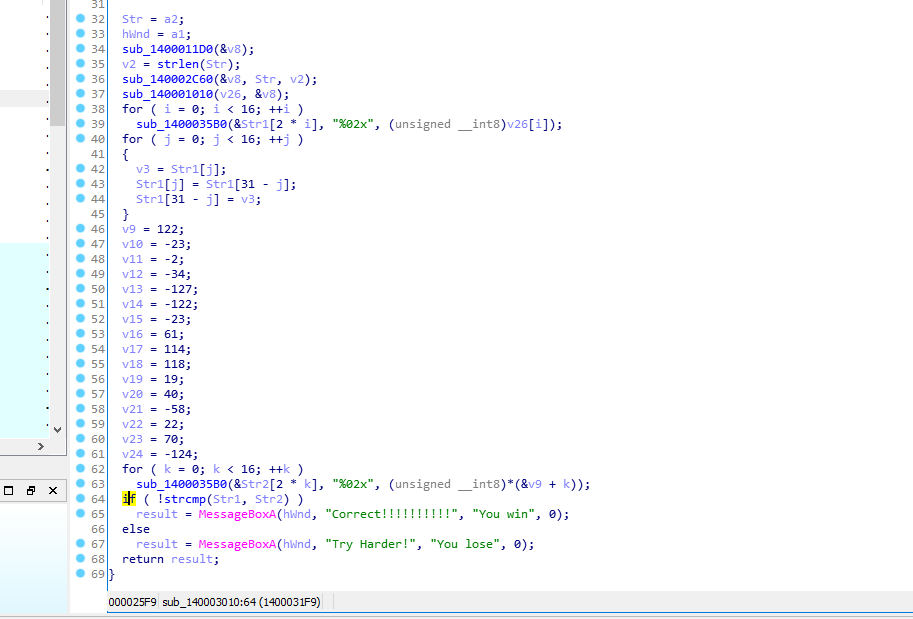 31
32 Str = a2;
33 hWnd = a1;
34 sub_1400011D0(&v8);
35 v2 = strlen(Str);
36 sub_140002C60(&v8, Str, v2);
37 sub_140001010(v26, &v8);
38 for ( i = 0; i < 16; ++i )
39 sub_1400035B0(&Str1[2 * i], "%02x", (unsigned __int8)v26[i]);
40 for ( j = 0; j < 16; ++j )
41 {
42 v3 = Str1[j];
43 Str1[j] = Str1[31 - j];
44 Str1[31 - j] = v3;
45 }
46 v9 = 122;
47 v10 = -23;
48 v11 = -2;
49 v12 = -34;
50 v13 = -127;
51 v14 = -122;
52 v15 = -23;
53 v16 = 61;
54 v17 = 114;
55 v18 = 118;
56 v19 = 19;
57 v20 = 40;
58 v21 = -58;
59 v22 = 22;
60 v23 = 70;
61 v24 = -124;
62 for ( k = 0; k < 16; ++k )
63 sub_1400035B0(&Str2[2 * k], "%02x", (unsigned __int8)*(&v9 + k));
64 if ( !strcmp(Str1, Str2) )
65 result = MessageBoxA(hWnd, "Correct!!!!!!!!!!", "You win", 0);
66 else
67 result = MessageBoxA(hWnd, "Try Harder!", "You lose", 0);
68 return result;
69 }
000025F9 sub_140003010:64 (1400031F9)